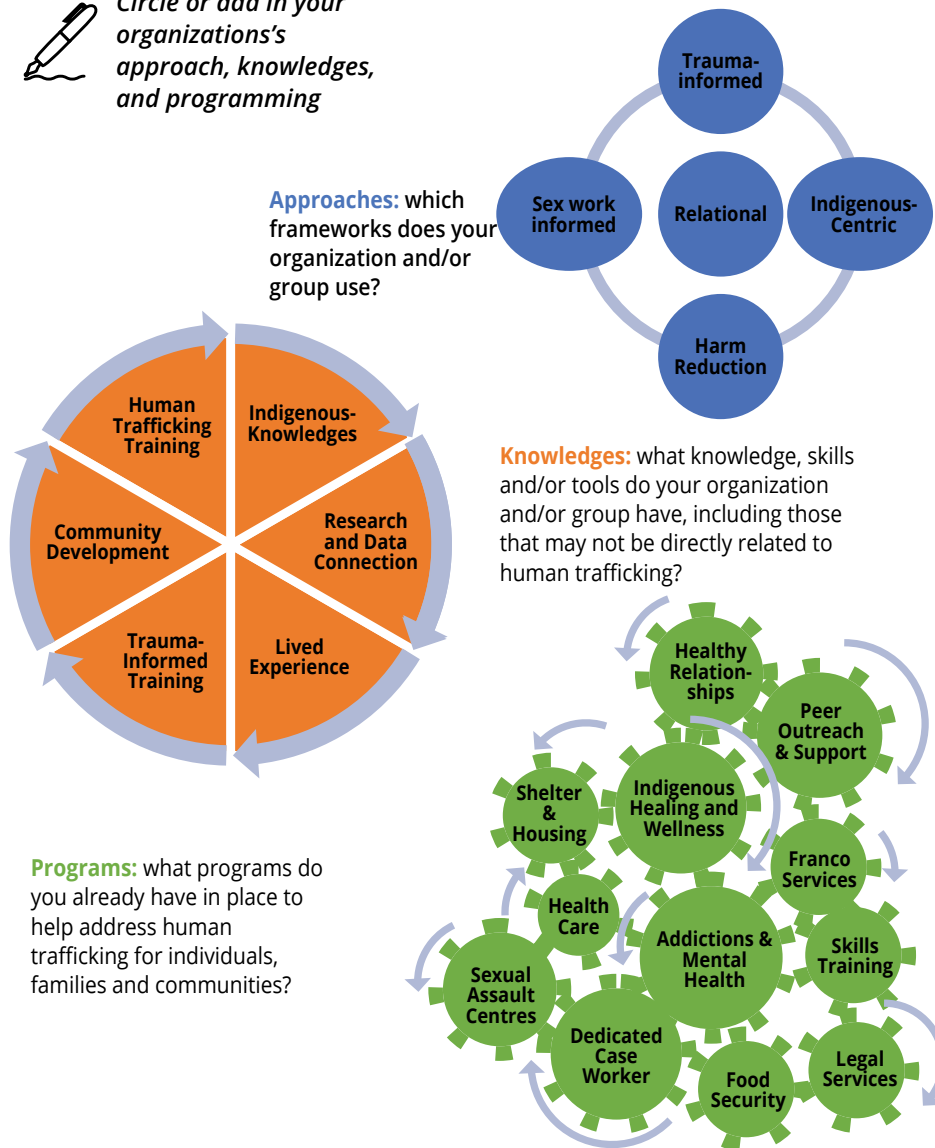 Circle or add in your
organizations's
approach, knowledges,
and programming
Trauma-
informed
Sex work
informed
Relational
Indigenous-
Centric
Harm
Reduction
Approaches: which
frameworks does your
organization and/or
group use?
Human
Trafficking
Training
Indigenous-
Knowledges
Community
Development
Research
and Data
Connection
Trauma-
Informed
Training
Lived
Experience
Knowledges: what knowledge, skills
and/or tools do your organization
and/or group have, including those
that may not be directly related to
human trafficking?
Healthy
Relation-
ships
Peer
Outreach
& Support
Shelter
&
Housing
Indigenous
Healing and
Wellness
Franco
Services
Health
Care
Addictions &
Mental
Health
Skills
Training
Sexual
Assault
Centres
Dedicated
Case
Worker
Food
Security
Legal
Services
Programs: what programs do
you already have in place to
help address human
trafficking for individuals,
families and communities?